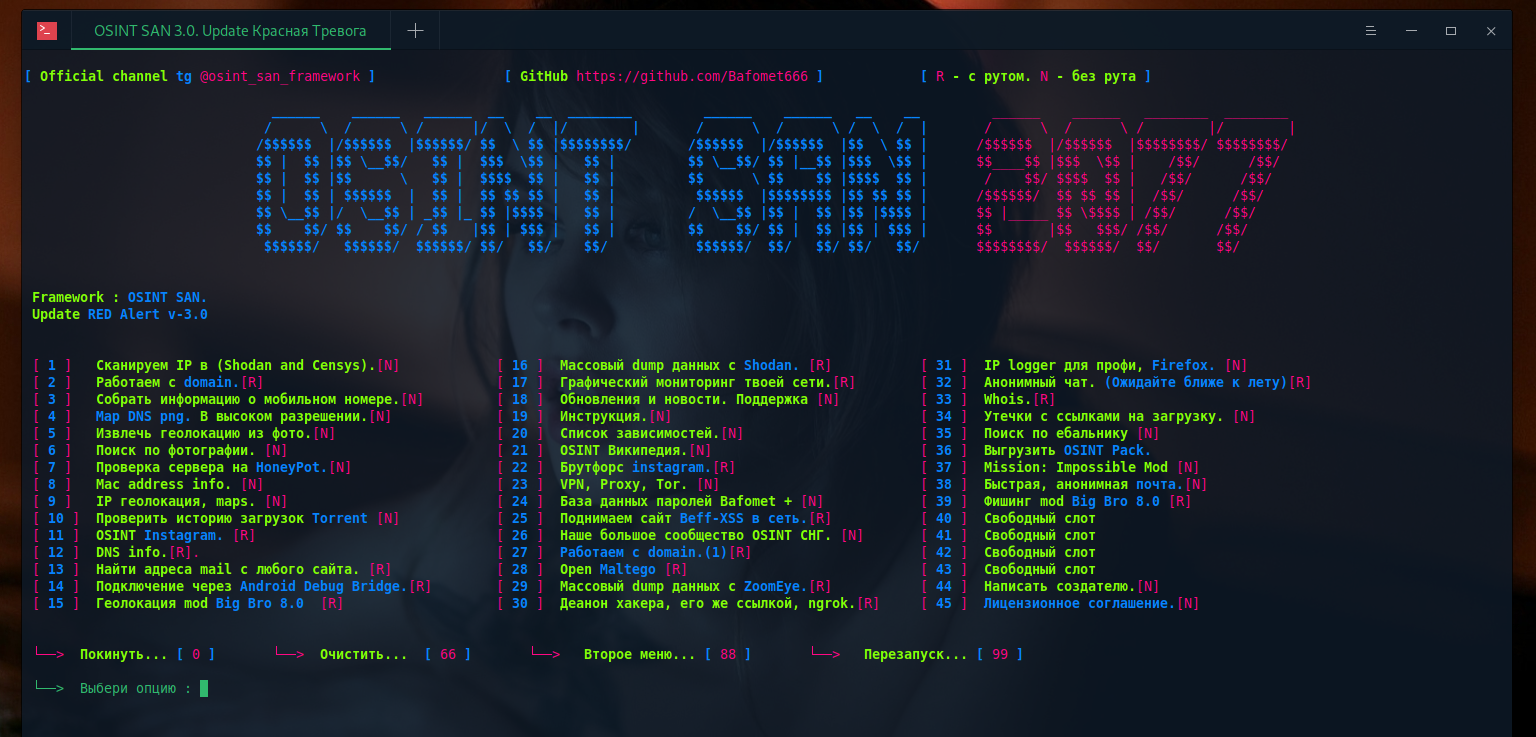 OSINT SAN 3.0. Update Красная Тревога
[ Official channel tg @osint_san_framework ] [ GitHub https://github.com/Bafomet666 ] [ R - с рутом. N - без рута ]
OSINT SAN 2077
Framework : OSINT SAN.
Update RED Alert v-3.0
[ 1 ] Сканируем IP в (Shodan and Censys).[N] [ 16 ] Массовый dump данных с Shodan. [R] [ 31 ] IP logger для профи, Firefox. [N]
[ 2 ] Работаем с domain.[R] [ 17 ] Графический мониторинг твоей сети.[R] [ 32 ] Анонимный чат. (Ожидайте ближе к лету)[R]
[ 3 ] Собрать информацию о мобильном номере.[N] [ 18 ] Обновления и новости. Поддержка [N] [ 33 ] Whois.[R]
[ 4 ] Map DNS png. В высоком разрешении.[N] [ 19 ] Инструкция.[N] [ 34 ] Утечки с ссылками на загрузку. [N]
[ 5 ] Извлечь геолокацию из фото.[N] [ 20 ] Список зависимостей.[N] [ 35 ] Поиск по ебальнику [N]
[ 6 ] Поиск по фотографии. [N] [ 21 ] OSINT Википедия.[N] [ 36 ] Выгрузить OSINT Pack.
[ 7 ] Проверка сервера на HoneyPot.[N] [ 22 ] Брутфорс instagram.[R] [ 37 ] Mission: Impossible Mod [N]
[ 8 ] Mac address info. [N] [ 23 ] VPN, Proxy, Tor. [N] [ 38 ] Быстрая, анонимная почта.[N]
[ 9 ] IP геолокация, maps. [N] [ 24 ] База данных паролей Bafomet + [N] [ 39 ] Фишинг mod Big Bro 8.0 [R]
[ 10 ] Проверить историю загрузок Torrent [N] [ 25 ] Поднимаем сайт Beff-XSS в сеть.[R] [ 40 ] Свободный слот
[ 11 ] OSINT Instagram. [R] [ 26 ] Наше большое сообщество OSINT СНГ. [N] [ 41 ] Свободный слот
[ 12 ] DNS info.[R]. [ 27 ] Работаем с domain.(1)[R] [ 42 ] Свободный слот
[ 13 ] Найти адреса mail с любого сайта. [R] [ 28 ] Open Maltego [R] [ 43 ] Свободный слот
[ 14 ] Подключение через Android Debug Bridge.[R] [ 29 ] Массовый dump данных с ZoomEye.[R] [ 44 ] Написать создателю.[N]
[ 15 ] Геолокация mod Big Bro 8.0 [R] [ 30 ] Деанон хакера, его же ссылкой, ngrok.[R] [ 45 ] Лицензионное соглашение.[N]
└──> Покинуть... [ 0 ] └──> Очистить... [ 66 ] └──> Второе меню... [ 88 ] └──> Перезапуск... [ 99 ]
└──> Выбери опцию :